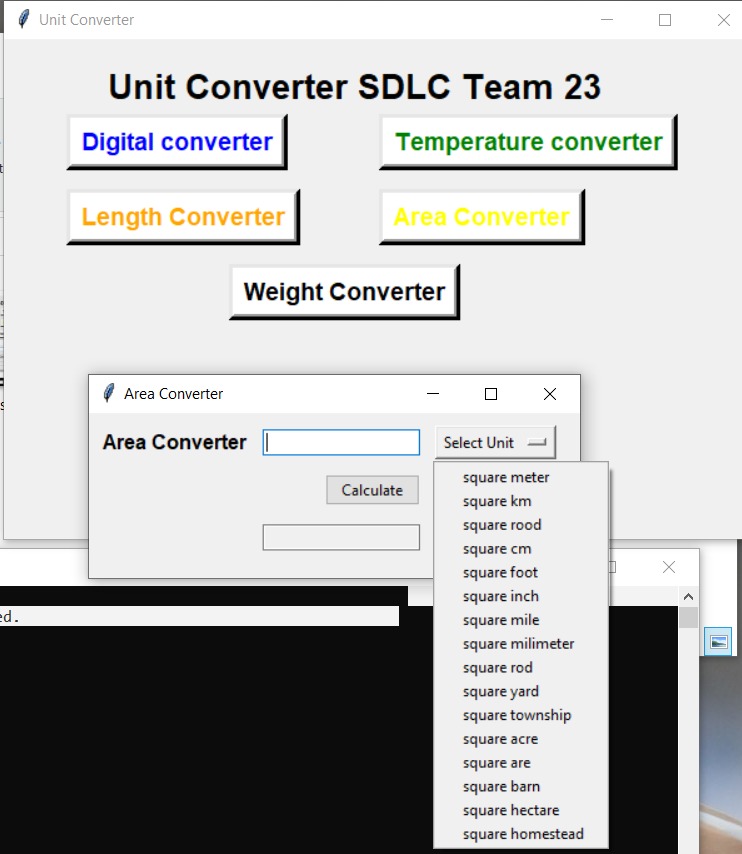 Unit Converter
Unit Converter SDLC Team 23
Digital converter
Temperature converter
Length Converter
Area Converter
Weight Converter
Area Converter
Area Converter
Select Unit
Calculate
square meter
square km
square rood
square cm
square foot
square inch
square mile
square milimeter
square rod
square yard
square township
square acre
square are
square barn
square hectare
square homestead
ed.